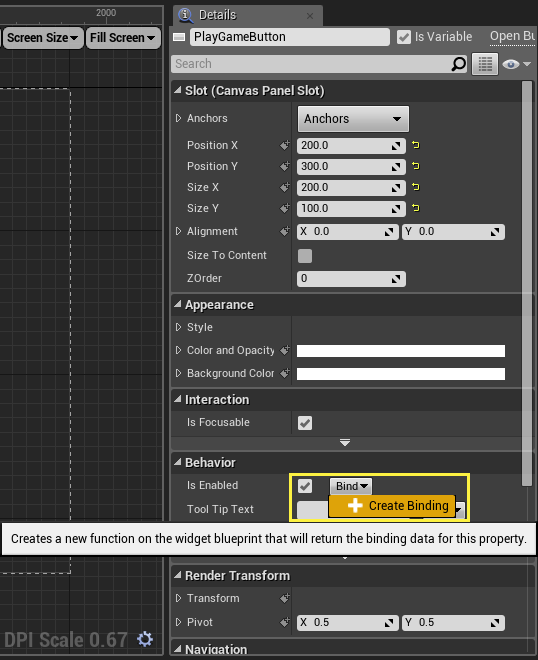 2000
Details
Screen Size
Fill Screen
PlayGameButton
Is Variable
Open Bu
Search
Slot (Canvas Panel Slot)
Anchors
Anchors
Position X 200.0
Position Y 300.0
Size X 200.0
Size Y 100.0
Alignment X 0.0 Y 0.0
Size To Content
ZOrder 0
Appearance
Style
Color and Opacity
Background Color
Interaction
Is Focusable
Behavior
Is Enabled Bind
Create Binding
Tool Tip Text
Creates a new function on the widget blueprint that will return the binding data for this property.
Render Transform
Transform
Pivot X 0.5 Y 0.5
DPI Scale 0.67
Navigation